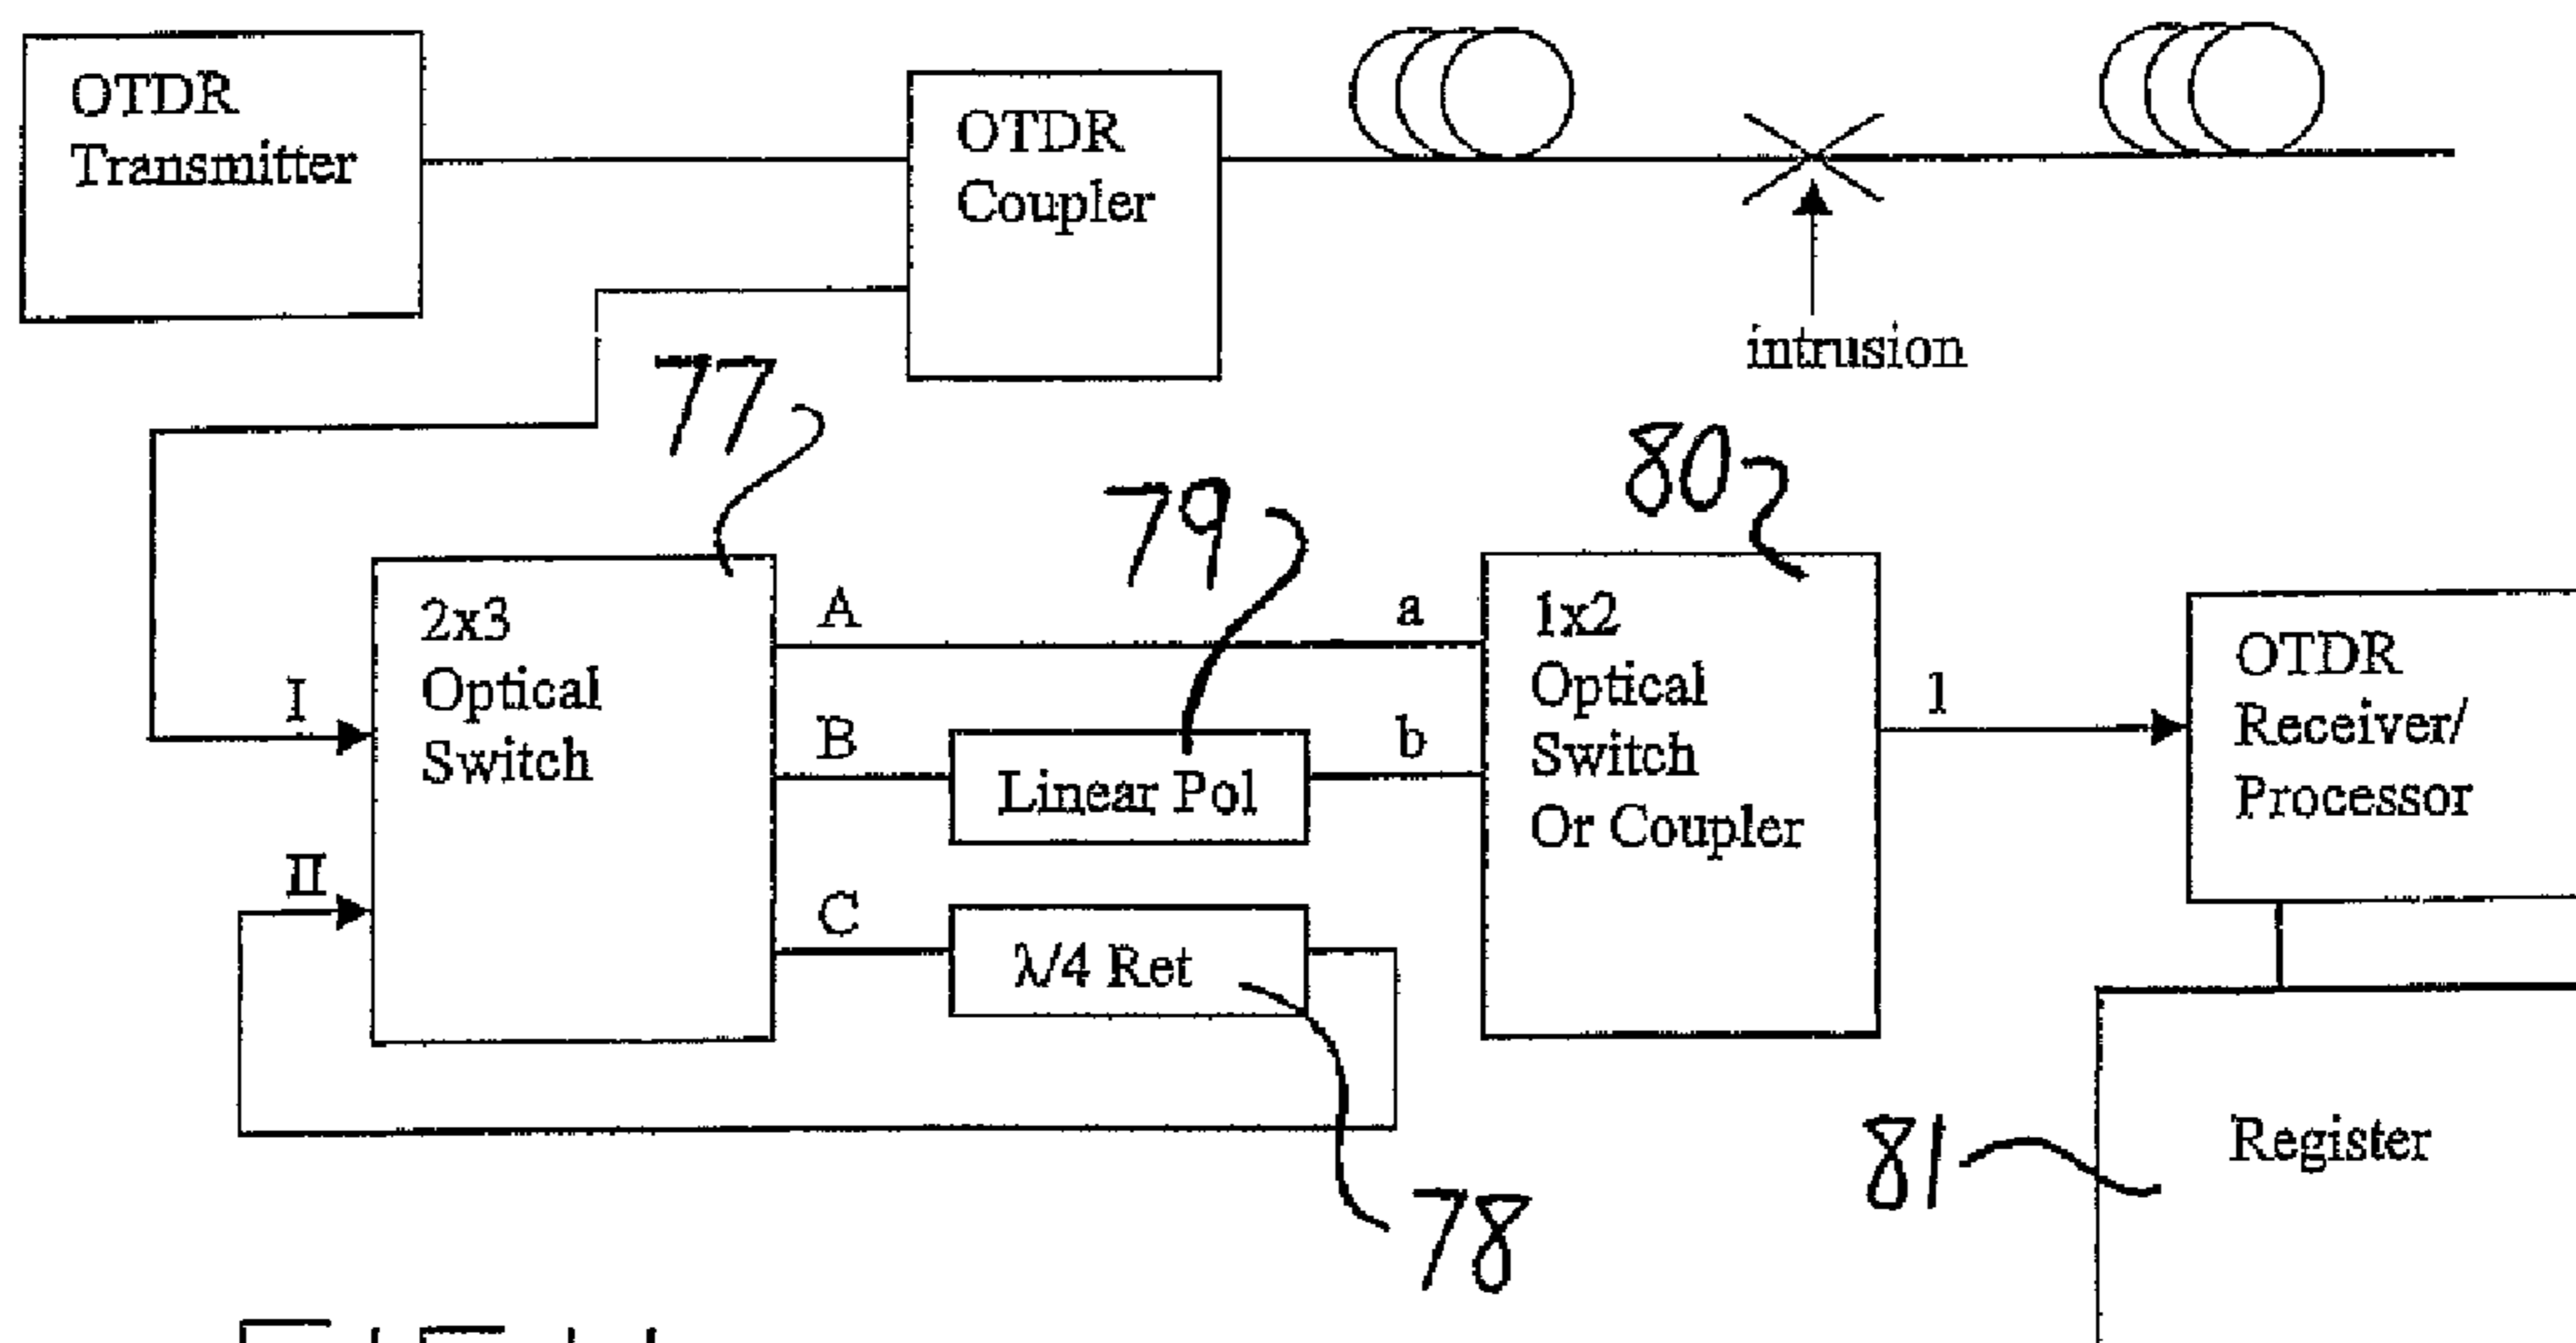 OTDR
Transmitter
OTDR
Coupler
intrusion
77
79
80
2x3
Optical
Switch
I
II
A
B
C
Linear Pol
λ/4 Ret
a
b
1x2
Optical
Switch
Or Coupler
1
OTDR
Receiver/
Processor
78
81
Register